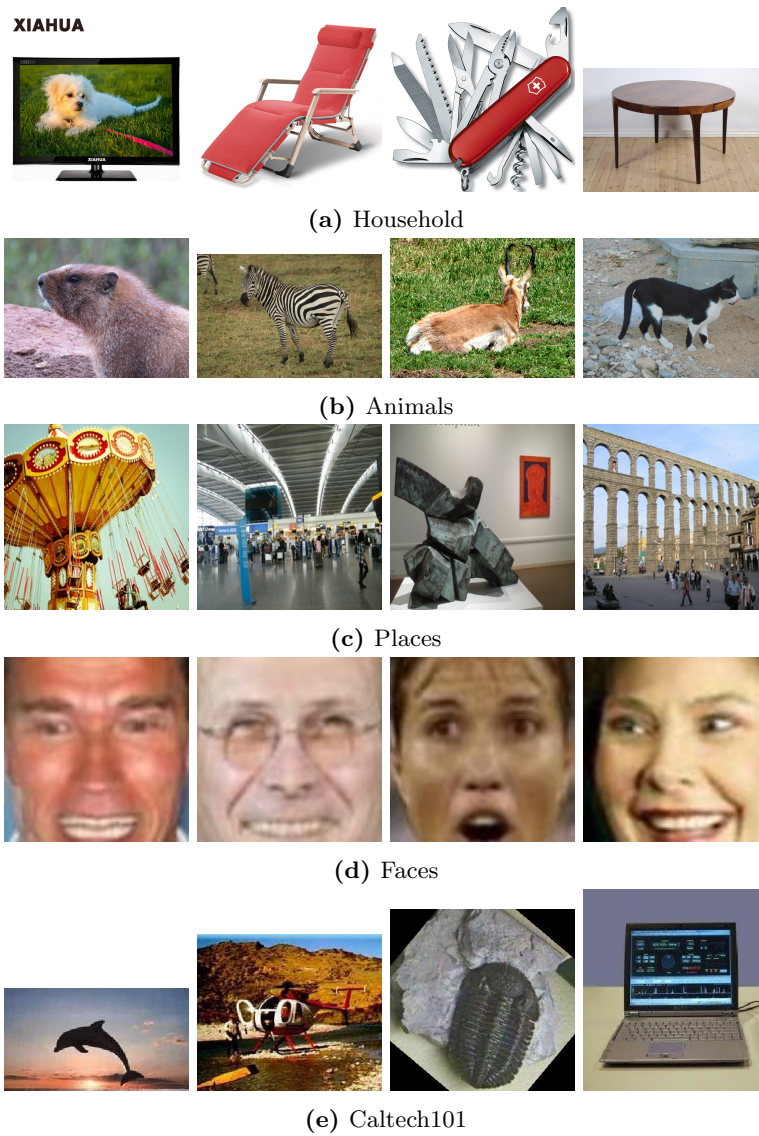 XIAHUA
XIAHUA
(a) Household
(b) Animals
(c) Places
(d) Faces
(e) Caltech101